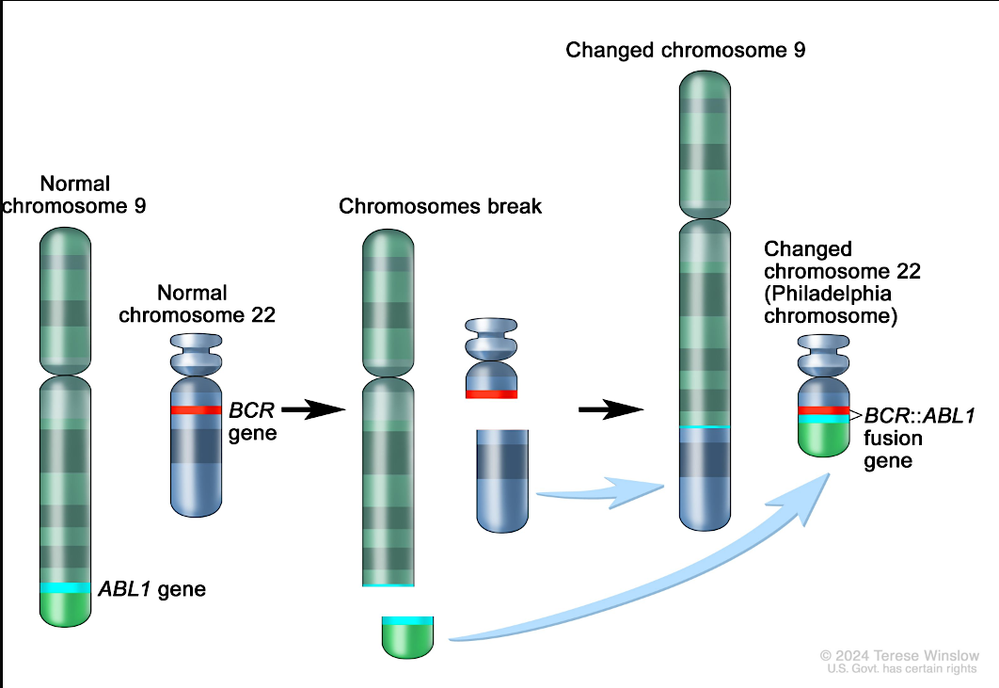 Changed chromosome 9
Normal
chromosome 9
Chromosomes break
Changed
chromosome 22
(Philadelphia
chromosome)
Normal
chromosome 22
BCR
gene
BCR::ABL1
fusion
gene
ABL1 gene
© 2024 Terese Winslow
U.S. Govt. has certain rights